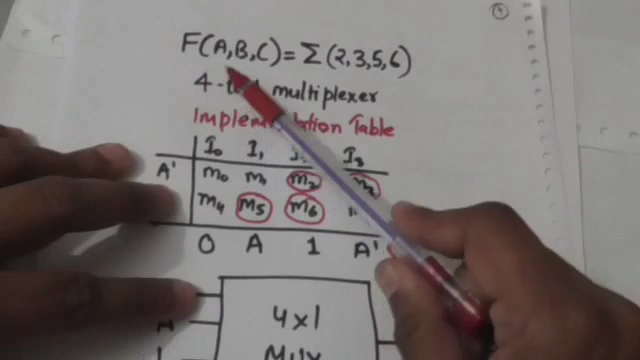 F(A,B,C) = Σ (2,3,5,6)
multiplexer
Table
I₀ I₁ I₃
A' m₀ m₁ m₂ m₃
m₄ m₅ m₆
0 A 1 A'
4x1
MUX